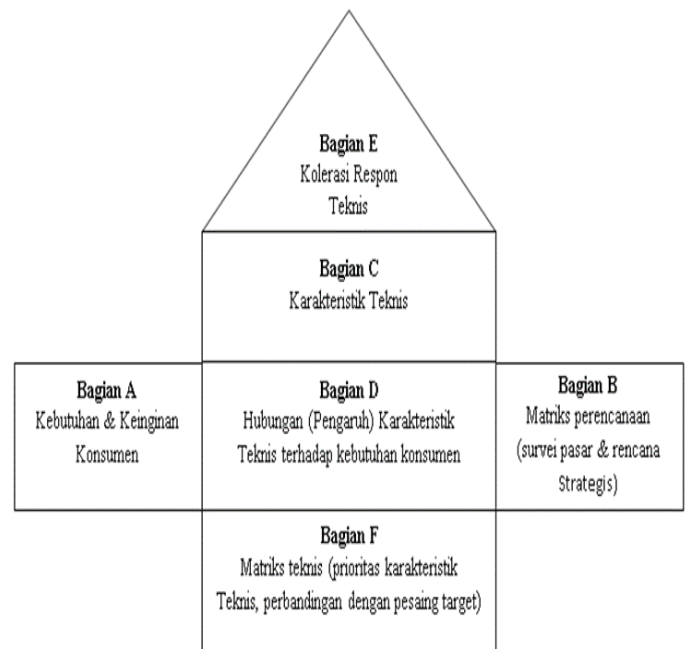 Bagian E
Kolerasi Respon
Teknis
Bagian C
Karakteristik Teknis
Bagian A
Kebutuhan & Keinginan
Konsumen
Bagian D
Hubungan (Pengaruh) Karakteristik
Teknis terhadap kebutuhan konsumen
Bagian B
Matriks perencanaan
(survei pasar & rencana
Strategis)
Bagian F
Matriks teknis (prioritas karakteristik
Teknis, perbandingan dengan pesaing target)